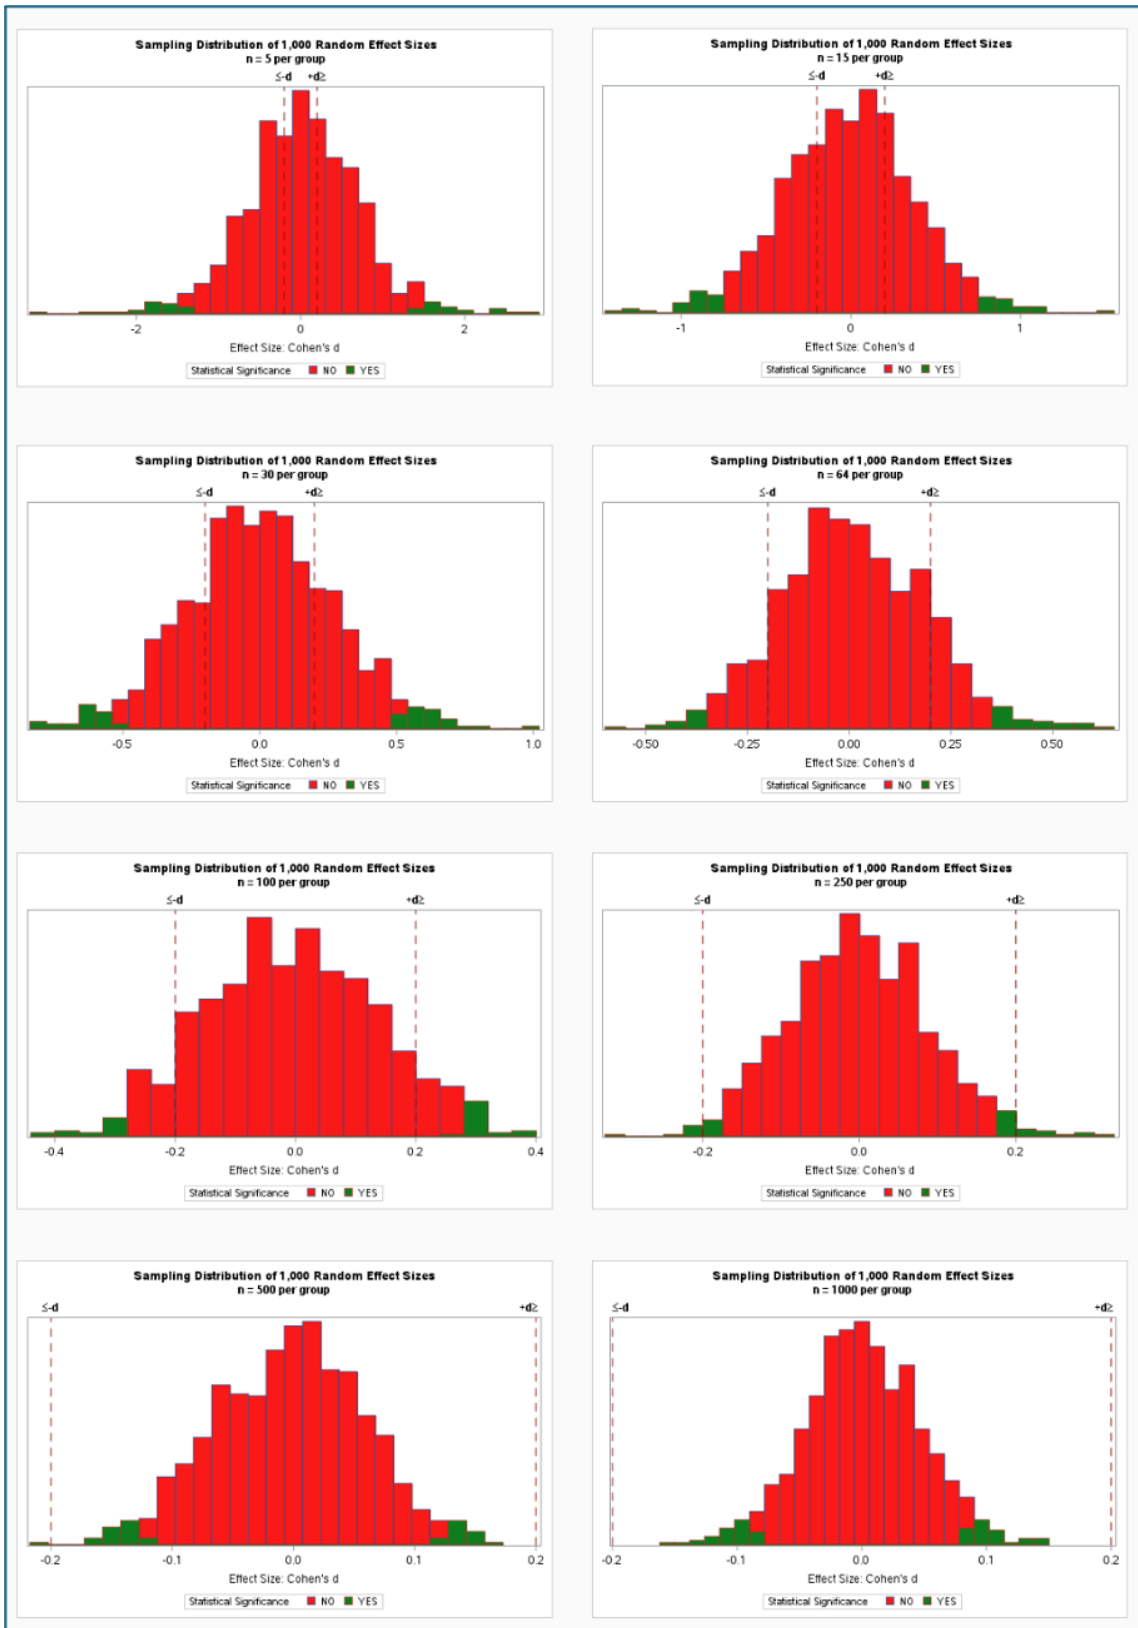 Sampling Distribution of 1,000 Random Effect Sizes
n = 5 per group
≤-d +d≥
-2 0 2
Effect Size: Cohen's d
Statistical Significance NO YES
Sampling Distribution of 1,000 Random Effect Sizes
n = 15 per group
≤-d +d≥
-1 0 1
Effect Size: Cohen's d
Statistical Significance NO YES
Sampling Distribution of 1,000 Random Effect Sizes
n = 30 per group
≤-d +d≥
-0.5 0.0 0.5 1.0
Effect Size: Cohen's d
Statistical Significance NO YES
Sampling Distribution of 1,000 Random Effect Sizes
n = 64 per group
≤-d +d≥
-0.50 -0.25 0.00 0.25 0.50
Effect Size: Cohen's d
Statistical Significance NO YES
Sampling Distribution of 1,000 Random Effect Sizes
n = 100 per group
≤-d +d≥
-0.4 -0.2 0.0 0.2 0.4
Effect Size: Cohen's d
Statistical Significance NO YES
Sampling Distribution of 1,000 Random Effect Sizes
n = 250 per group
≤-d +d≥
-0.2 0.0 0.2
Effect Size: Cohen's d
Statistical Significance NO YES
Sampling Distribution of 1,000 Random Effect Sizes
n = 500 per group
≤-d +d≥
-0.2 -0.1 0.0 0.1 0.2
Effect Size: Cohen's d
Statistical Significance NO YES
Sampling Distribution of 1,000 Random Effect Sizes
n = 1000 per group
≤-d +d≥
-0.2 -0.1 0.0 0.1 0.2
Effect Size: Cohen's d
Statistical Significance NO YES